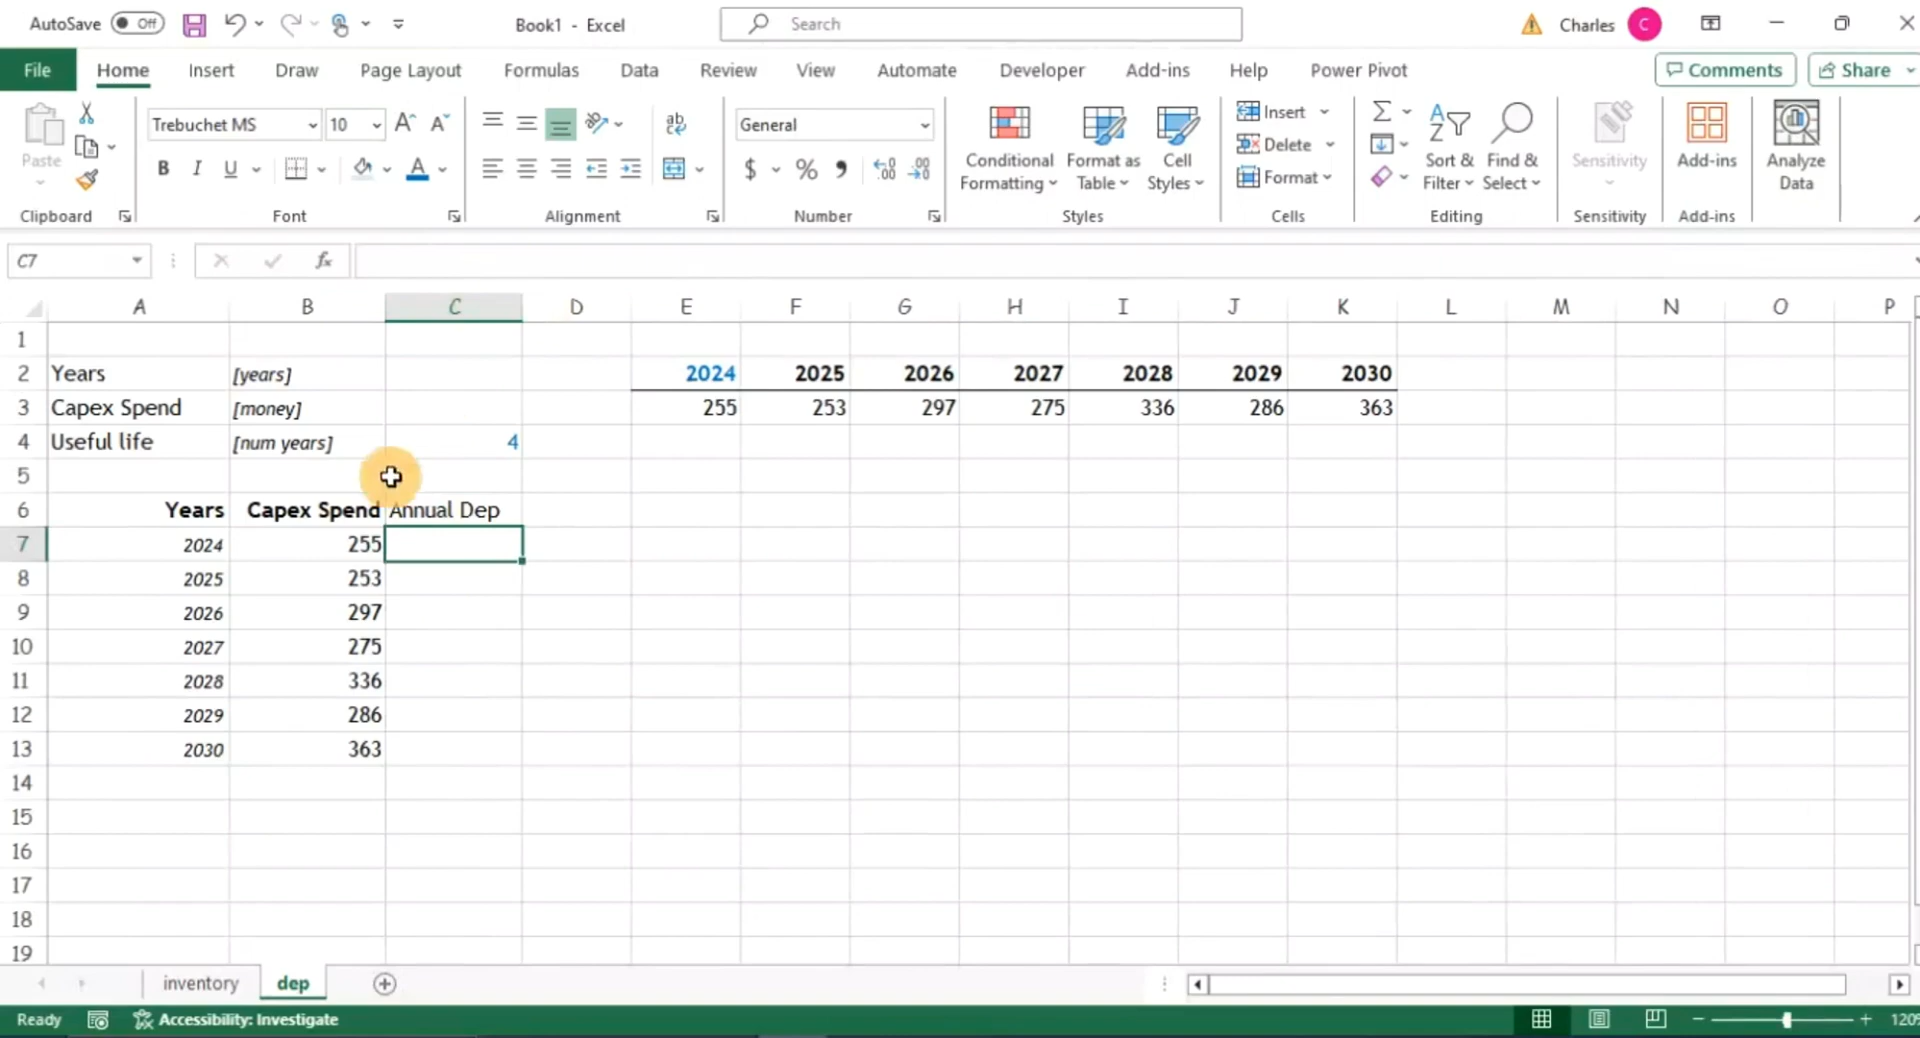 AutoSave Off Book1 - Excel Search Charles C
File Home Insert Draw Page Layout Formulas Data Review View Automate Developer Add-ins Help Power Pivot Comments Share
Paste Trebuchet MS 10 General Insert
Delete
Format
B I U $ %
Conditional Formatting
Format as Table
Cell Styles
Sort & Filter
Find & Select
Sensitivity
Add-ins
Analyze Data
Clipboard Font Alignment Number Styles Cells Editing Sensitivity Add-ins
C7 fx
A B C D E F G H I J K L M N O P
1
2 Years [years] 2024 2025 2026 2027 2028 2029 2030
3 Capex Spend [money] 255 253 297 275 336 286 363
4 Useful life [num years] 4
5
6 Years Capex Spend Annual Dep
7 2024 255
8 2025 253
9 2026 297
10 2027 275
11 2028 336
12 2029 286
13 2030 363
14
15
16
17
18
19
inventory dep
Ready Accessibility: Investigate